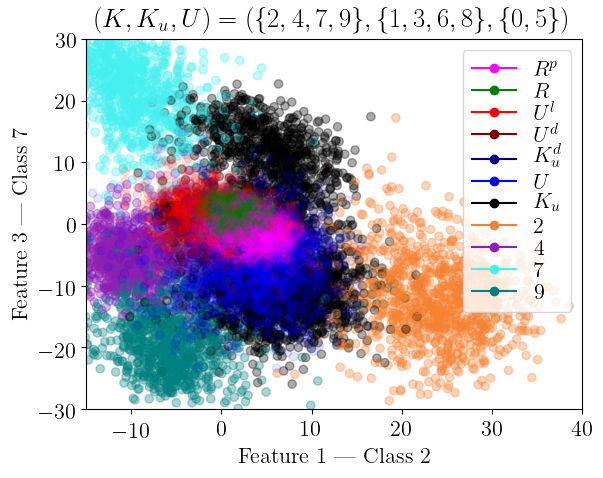 (K, K_u, U) = ({2, 4, 7, 9}, {1, 3, 6, 8}, {0, 5})
30
20
10
0
−10
−20
−30
Feature 3 — Class 7
R^p
R
U^l
U^d
K_u^d
U
K_u
2
4
7
9
−10
0
10
20
30
40
Feature 1 — Class 2